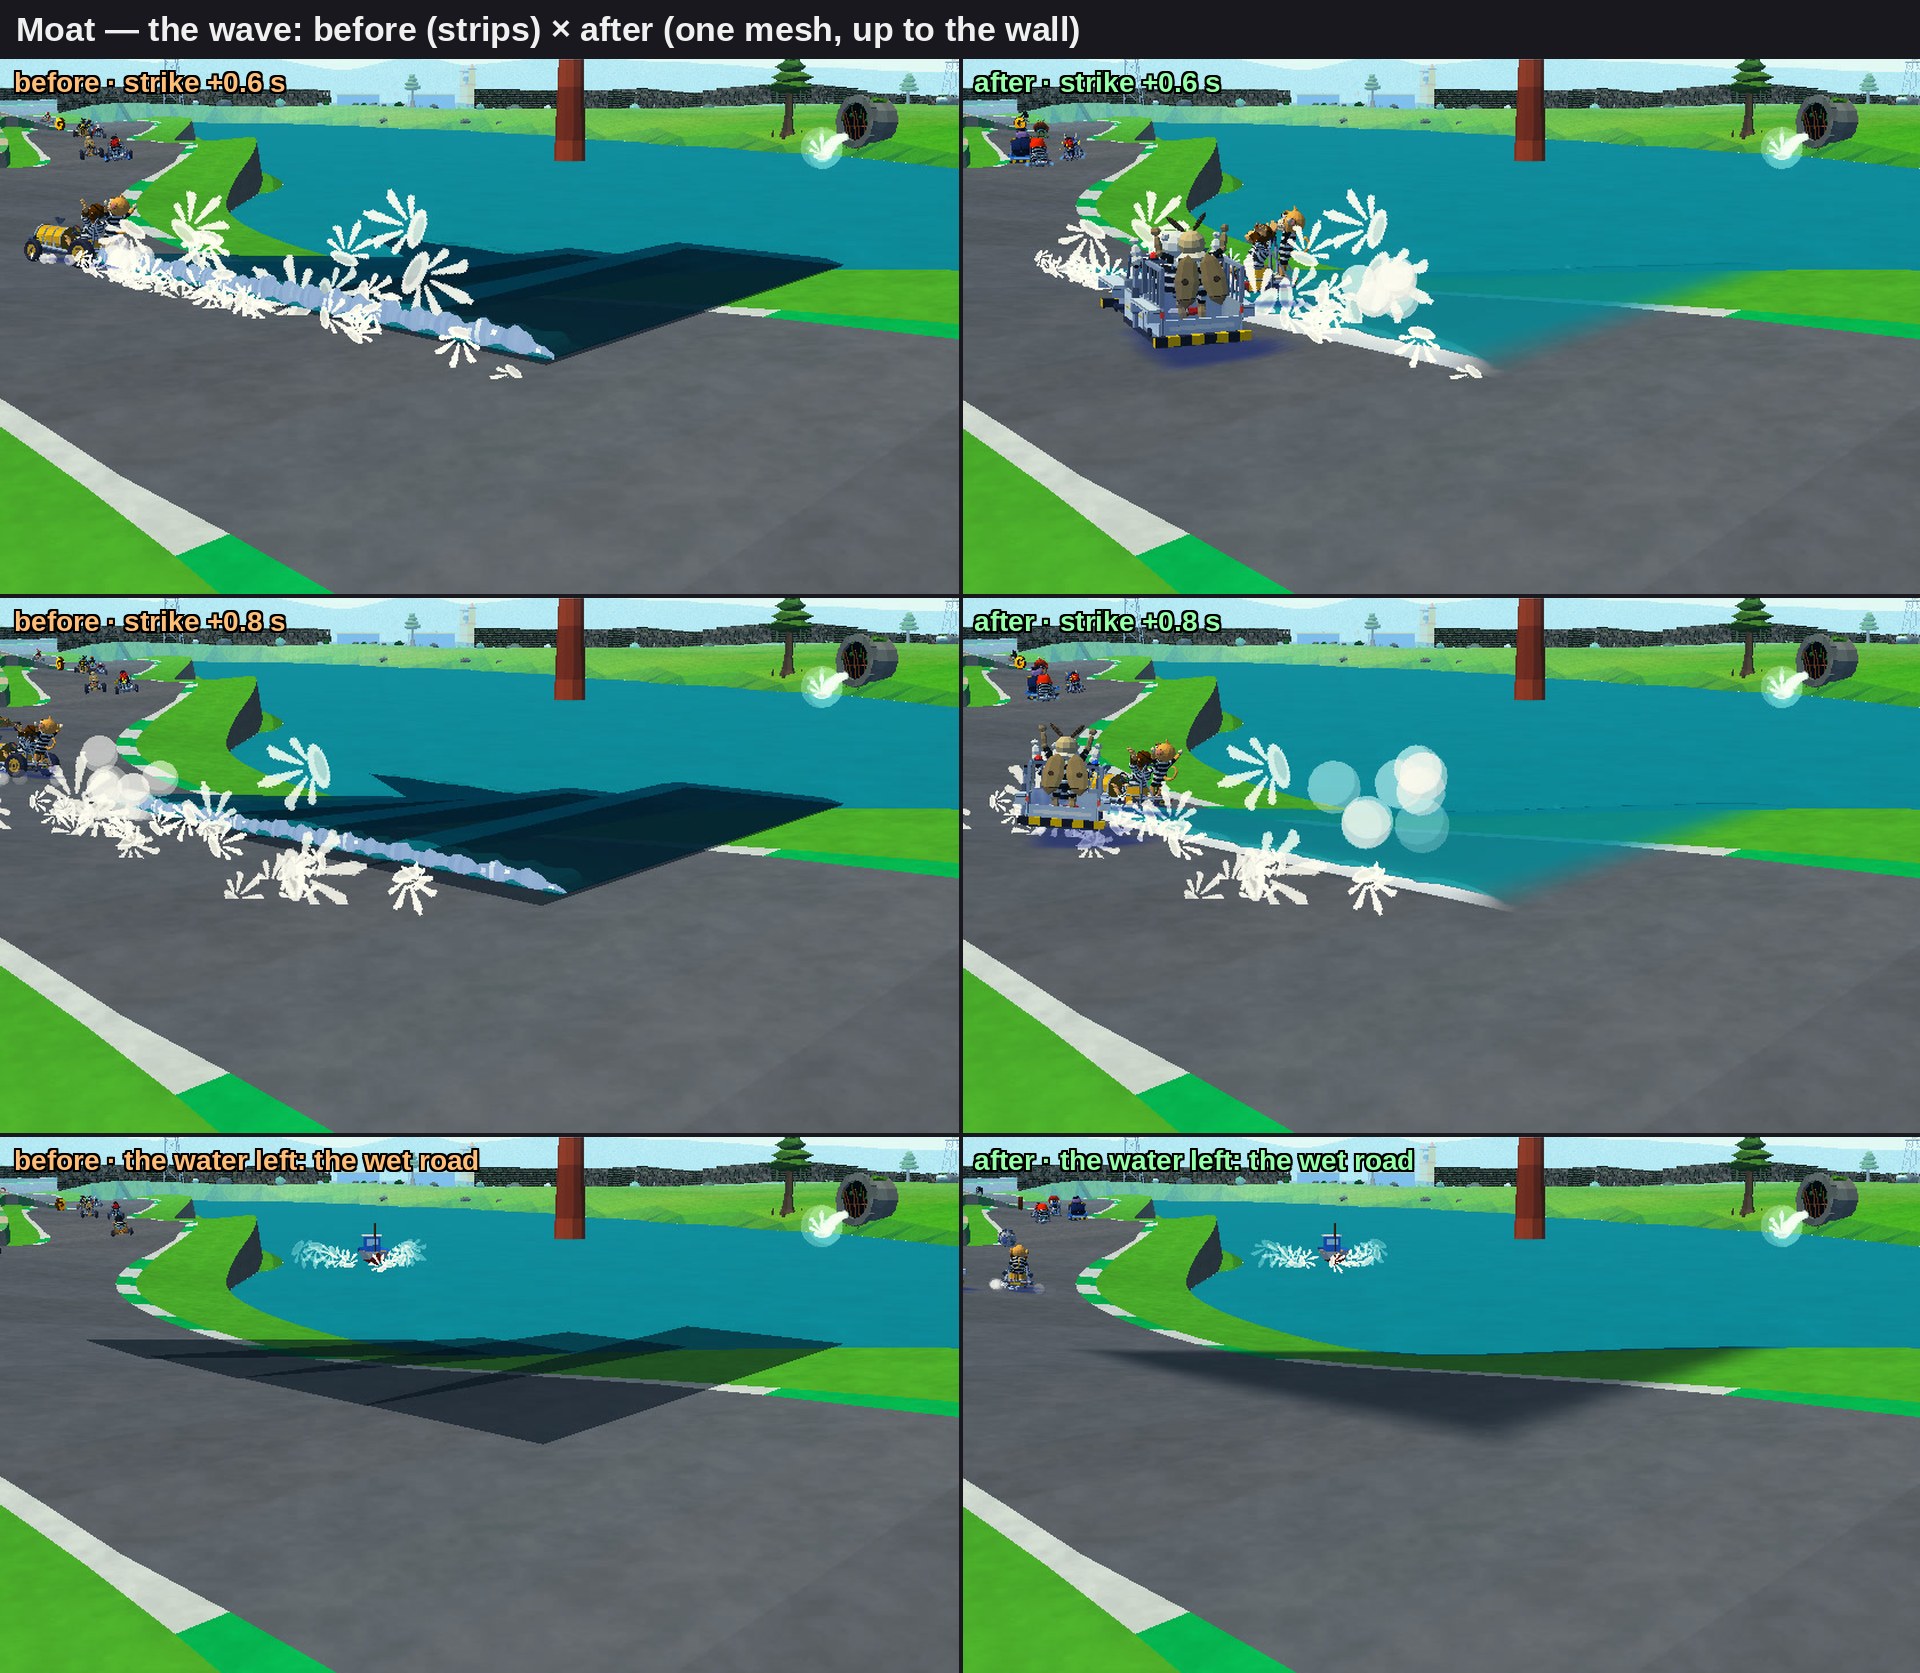 Moat — the wave: before (strips) × after (one mesh, up to the wall)
before · strike +0.6 s
after · strike +0.6 s
before · strike +0.8 s
after · strike +0.8 s
before · the water left: the wet road
after · the water left: the wet road